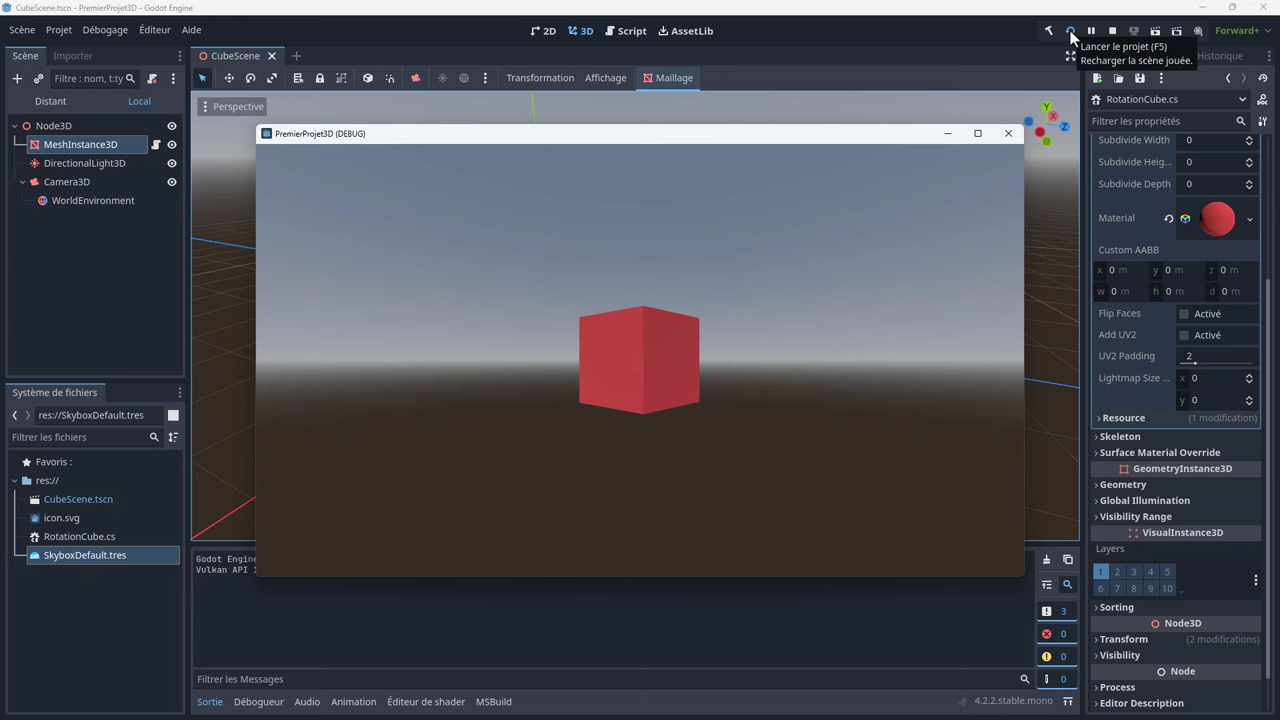 CubeScene.tscn - PremierProjet3D - Godot Engine
Scène Projet Débogage Éditeur Aide
2D 3D Script AssetLib
Forward+
Lancer le projet (F5)
Recharger la scène jouée.
Scène Importer
CubeScene
Historique
Filtre : nom, t:ty
Transformation Affichage Maillage
Distant Local
Perspective
RotationCube.cs
Filtrer les propriétés
Node3D
MeshInstance3D
DirectionalLight3D
Camera3D
WorldEnvironment
PremierProjet3D (DEBUG)
Y
X
Z
Subdivide Width 0
Subdivide Heig... 0
Subdivide Depth 0
Material
Custom AABB
x 0 m y 0 m z 0 m
w 0 m h 0 m d 0 m
Flip Faces Activé
Add UV2 Activé
UV2 Padding 2
Lightmap Size ... x 0
y 0
Resource (1 modification)
Skeleton
Surface Material Override
GeometryInstance3D
Geometry
Global Illumination
Visibility Range
VisualInstance3D
Layers
1 2 3 4 5
6 7 8 9 10
Sorting
Node3D
Transform (2 modifications)
Visibility
Node
Process
Editor Description
Système de fichiers
res://SkyboxDefault.tres
Filtrer les fichiers
Favoris :
res://
CubeScene.tscn
icon.svg
RotationCube.cs
SkyboxDefault.tres
Godot Engine
Vulkan API
3
0
0
0
Filtrer les Messages
Sortie Débogueur Audio Animation Éditeur de shader MSBuild
4.2.2.stable.mono